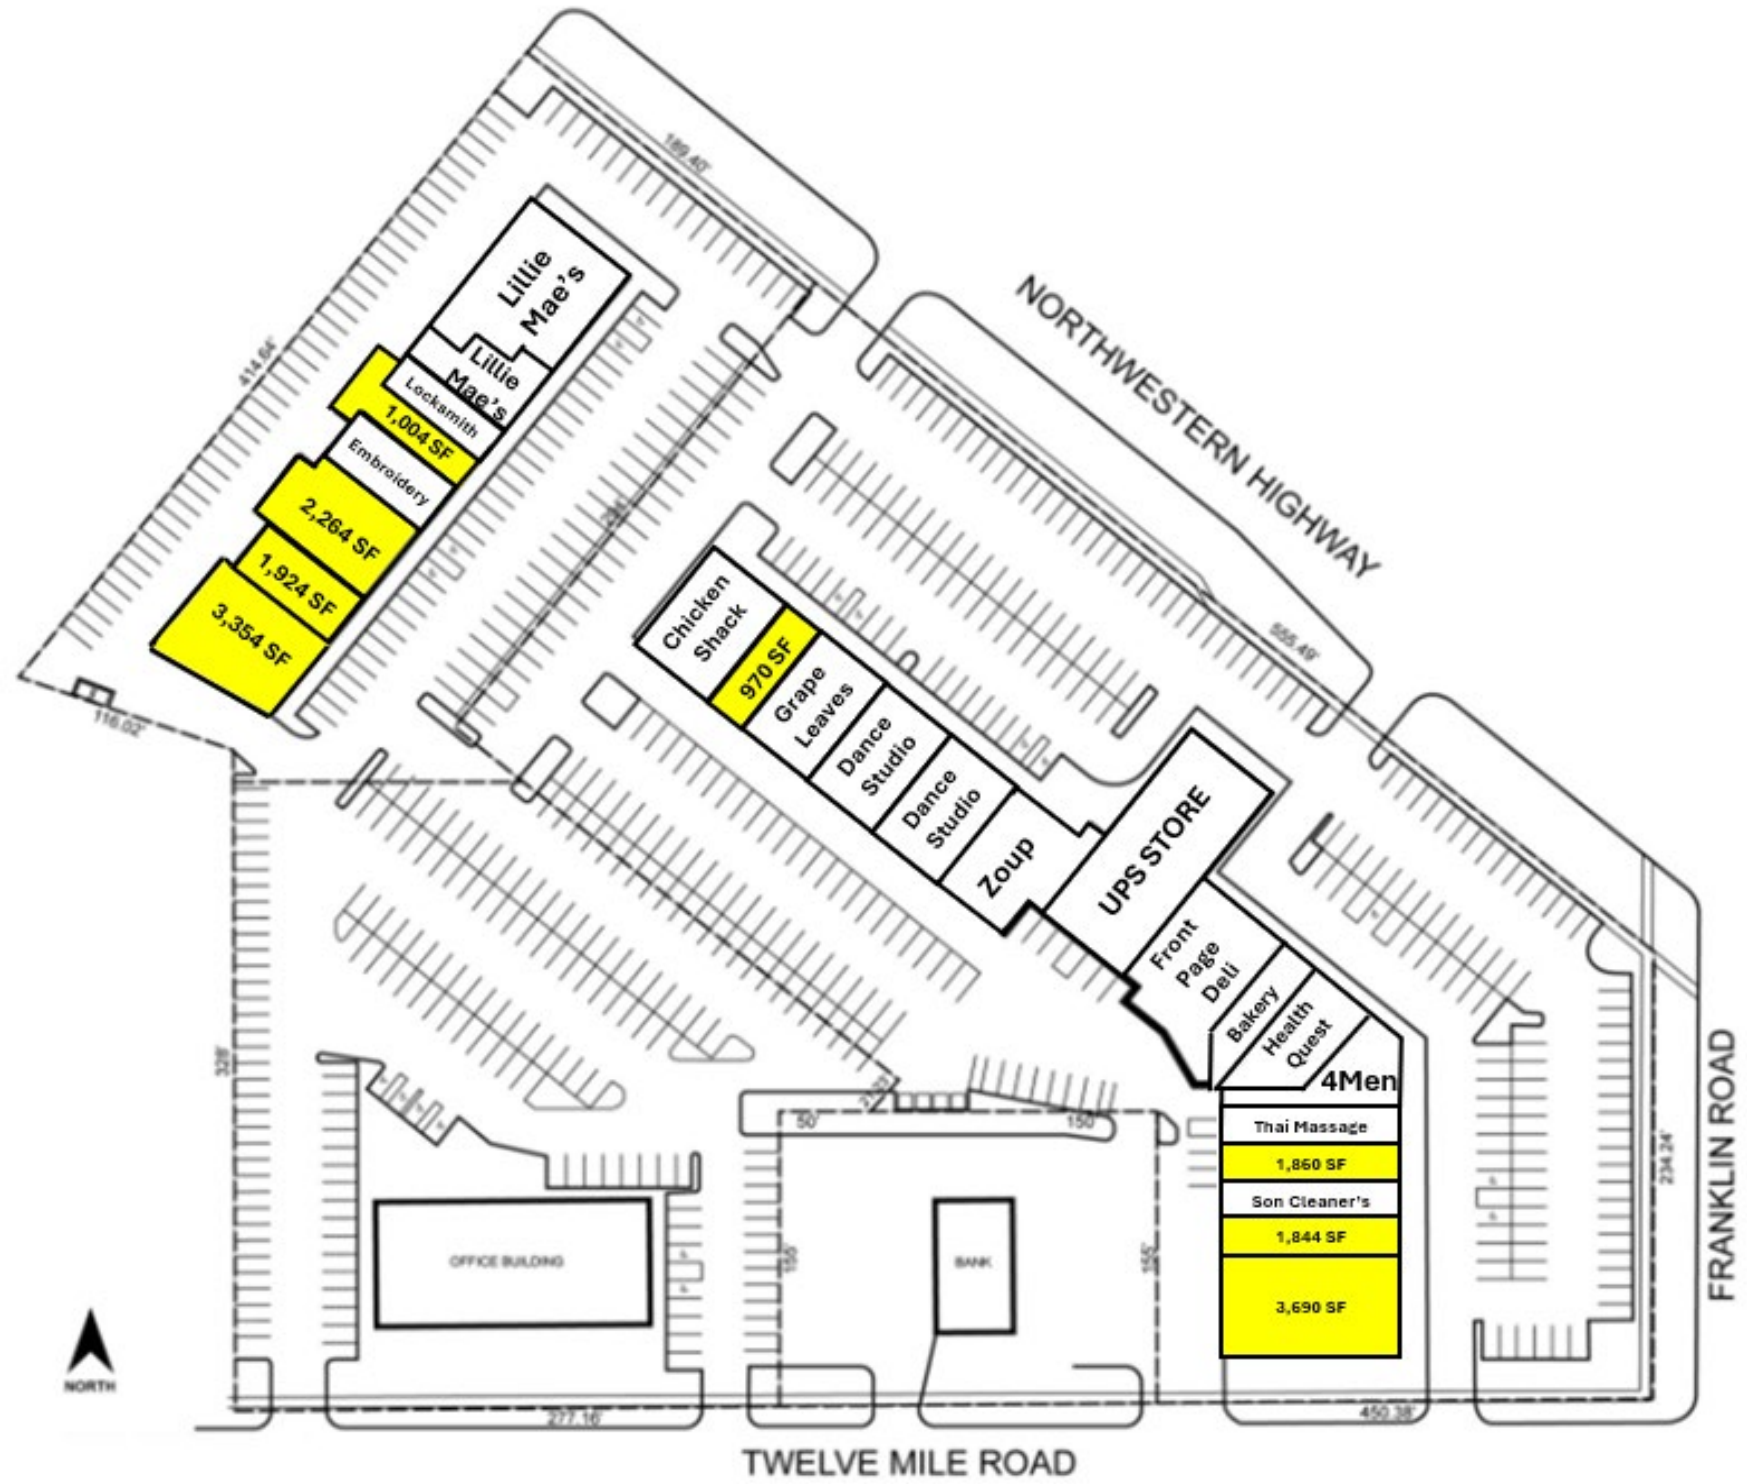 189.40'
NORTHWESTERN HIGHWAY
414.64'
Lillie
Mae's
Lillie
Mae's
Locksmith
1,004 SF
Embroidery
2,264 SF
1,924 SF
3,354 SF
116.02'
555.49'
Chicken
Shack
970 SF
Grape
Leaves
Dance
Studio
Dance
Studio
Zoup
UPS STORE
Front
Page
Deli
Bakery
Health
Quest
4Men
Thai Massage
1,860 SF
Son Cleaner's
1,844 SF
3,690 SF
328'
50'
150'
155'
155'
234.24'
FRANKLIN ROAD
OFFICE BUILDING
BANK
NORTH
277.16'
450.38'
TWELVE MILE ROAD